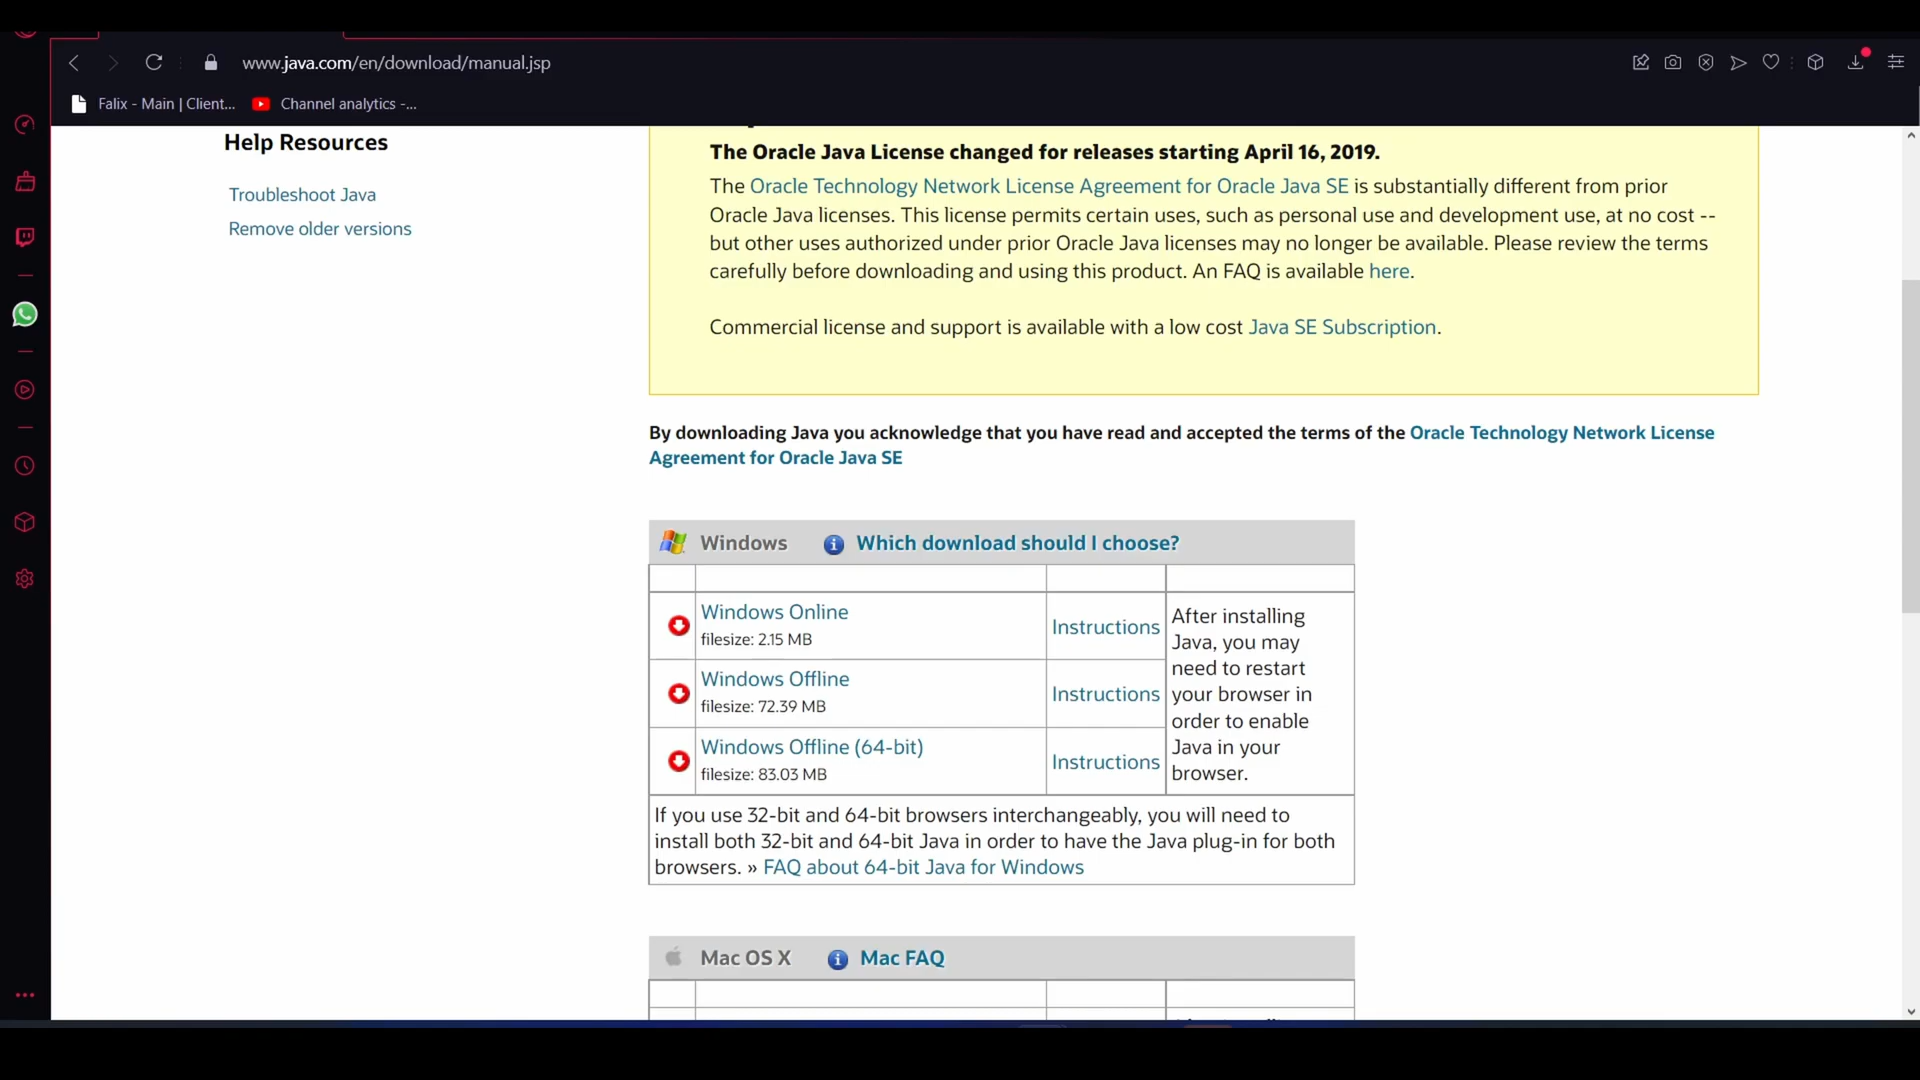 www.java.com/en/download/manual.jsp
Falix - Main | Client...
Channel analytics -...
Help Resources
Troubleshoot Java
Remove older versions
The Oracle Java License changed for releases starting April 16, 2019.
The Oracle Technology Network License Agreement for Oracle Java SE is substantially different from prior
Oracle Java licenses. This license permits certain uses, such as personal use and development use, at no cost --
but other uses authorized under prior Oracle Java licenses may no longer be available. Please review the terms
carefully before downloading and using this product. An FAQ is available here.
Commercial license and support is available with a low cost Java SE Subscription.
By downloading Java you acknowledge that you have read and accepted the terms of the Oracle Technology Network License
Agreement for Oracle Java SE
Windows
Which download should I choose?
Windows Online
filesize: 2.15 MB
Instructions
Windows Offline
filesize: 72.39 MB
Instructions
Windows Offline (64-bit)
filesize: 83.03 MB
Instructions
After installing
Java, you may
need to restart
your browser in
order to enable
Java in your
browser.
If you use 32-bit and 64-bit browsers interchangeably, you will need to
install both 32-bit and 64-bit Java in order to have the Java plug-in for both
browsers. » FAQ about 64-bit Java for Windows
Mac OS X
Mac FAQ